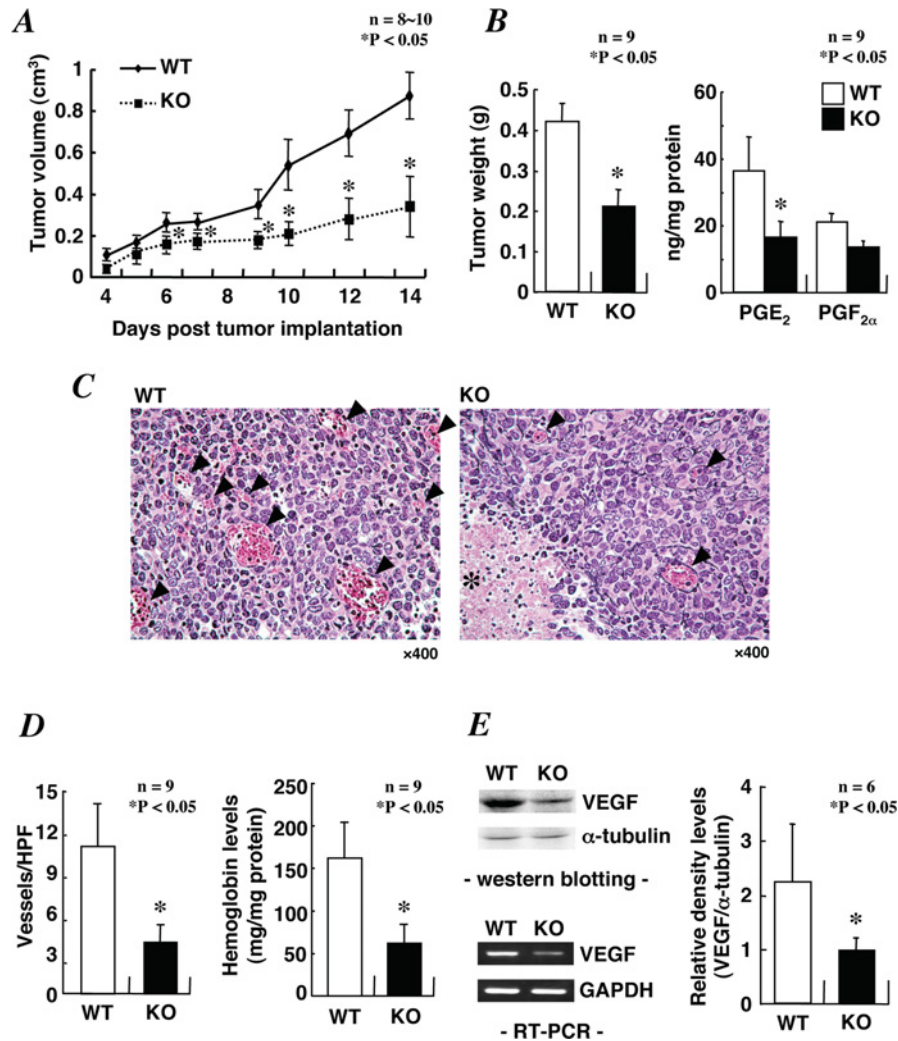 A
n = 8~10
*P < 0.05
Tumor volume (cm³)
1
0.8
0.6
0.4
0.2
0
WT
KO
*
*
*
*
*
*
4 6 8 10 12 14
Days post tumor implantation
B
n = 9
*P < 0.05
Tumor weight (g)
0.5
0.4
0.3
0.2
0.1
0
*
WT KO
n = 9
*P < 0.05
WT
KO
ng/mg protein
60
40
20
0
*
PGE₂ PGF₂α
C
WT
KO
*
×400
×400
D
n = 9
*P < 0.05
Vessels/HPF
15
12
9
6
3
0
*
WT KO
n = 9
*P < 0.05
Hemoglobin levels
(mg/mg protein)
250
200
150
100
50
0
*
WT KO
E
WT KO
VEGF
α-tubulin
- western blotting -
WT KO
VEGF
GAPDH
- RT-PCR -
n = 6
*P < 0.05
Relative density levels
(VEGF/α-tubulin)
4
3
2
1
0
*
WT KO